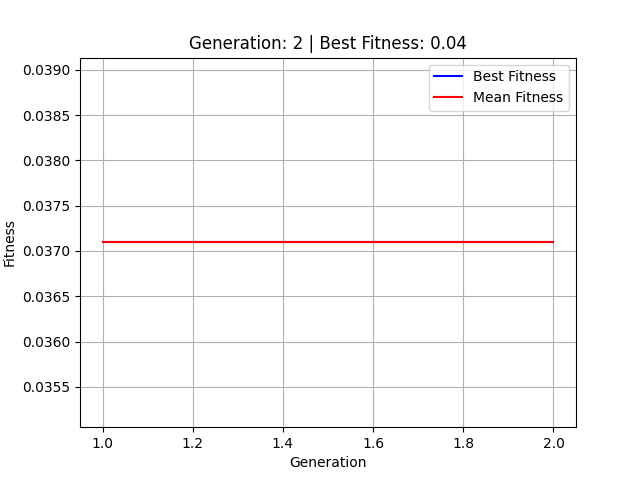 Generation: 2 | Best Fitness: 0.04
Best Fitness
Mean Fitness
Fitness
0.0390
0.0385
0.0380
0.0375
0.0370
0.0365
0.0360
0.0355
1.0 1.2 1.4 1.6 1.8 2.0
Generation